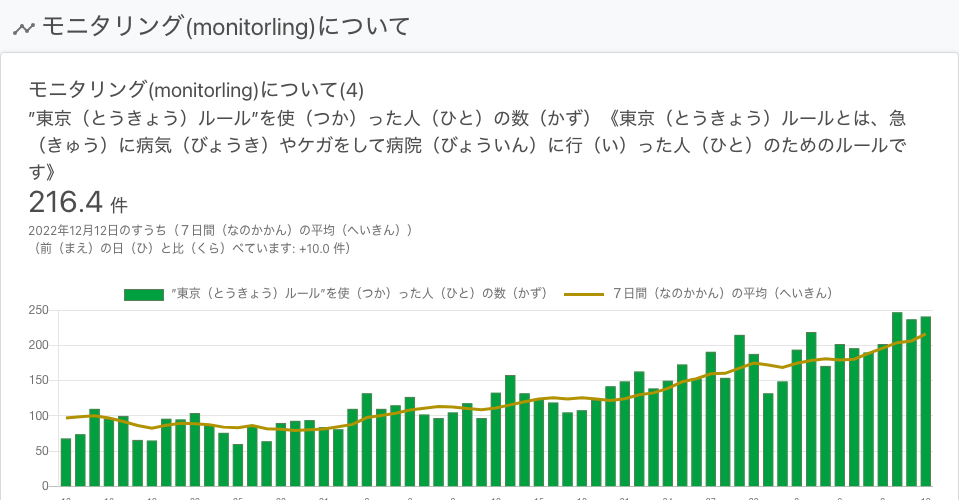 モニタリング(monitorling)について
モニタリング(monitorling)について(4)
”東京（とうきょう）ルール”を使（つか）った人（ひと）の数（かず）《東京（とうきょう）ルールとは、急
（きゅう）に病気（びょうき）やケガをして病院（びょういん）に行（い）った人（ひと）のためのルールで
す》
216.4 件
2022年12月12日のすうち（７日間（なのかかん）の平均（へいきん））
（前（まえ）の日（ひ）と比（くら）べています: +10.0 件）
”東京（とうきょう）ルール”を使（つか）った人（ひと）の数（かず） ７日間（なのかかん）の平均（へいきん）
250
200
150
100
50
0